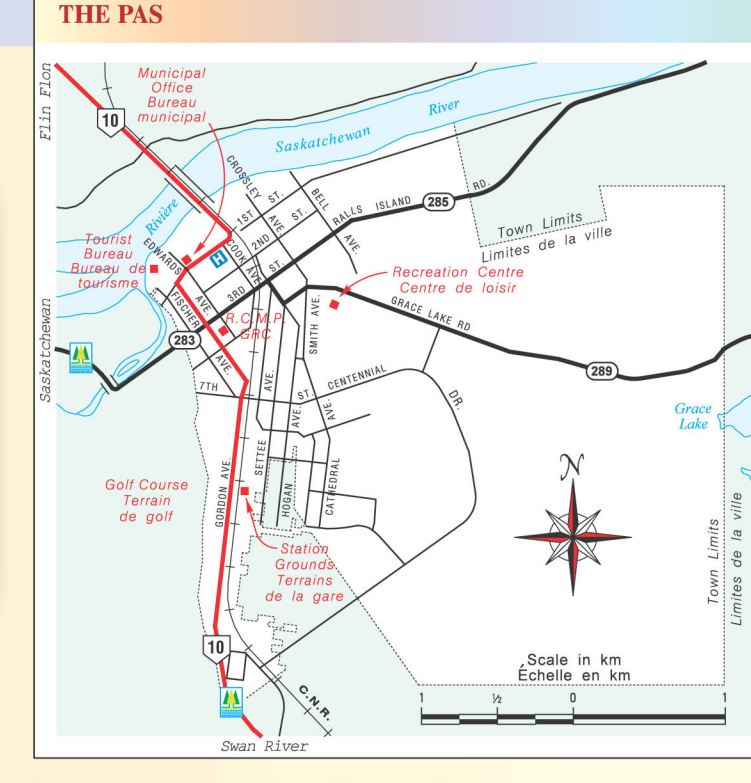 THE PAS
Flin Flon
10
Municipal
Office
Bureau
municipal
Saskatchewan
River
Rivière
CROSSLEY
AVE.
1ST ST.
2ND ST.
3RD ST.
BELL
AVE.
RALLS ISLAND RD.
285
Town Limits
Limites de la ville
Tourist
Bureau
Bureau de
tourisme
EDWARDS
AVE.
H
COOK AVE.
FISCHER
AVE.
R.C.M.P.
GRC
Recreation Centre
Centre de loisir
SMITH AVE.
GRACE LAKE RD
283
289
Saskatchewan
7TH ST.
CENTENNIAL
DR.
Grace
Lake
SETTEE
AVE.
HOGAN
AVE.
CATHEDRAL
AVE.
GORDON AVE.
Golf Course
Terrain
de golf
Station
Grounds
Terrains
de la gare
N
Town Limits
Limites de la ville
10
C.N.R.
Scale in km
Échelle en km
1 ½ 0 1
Swan River